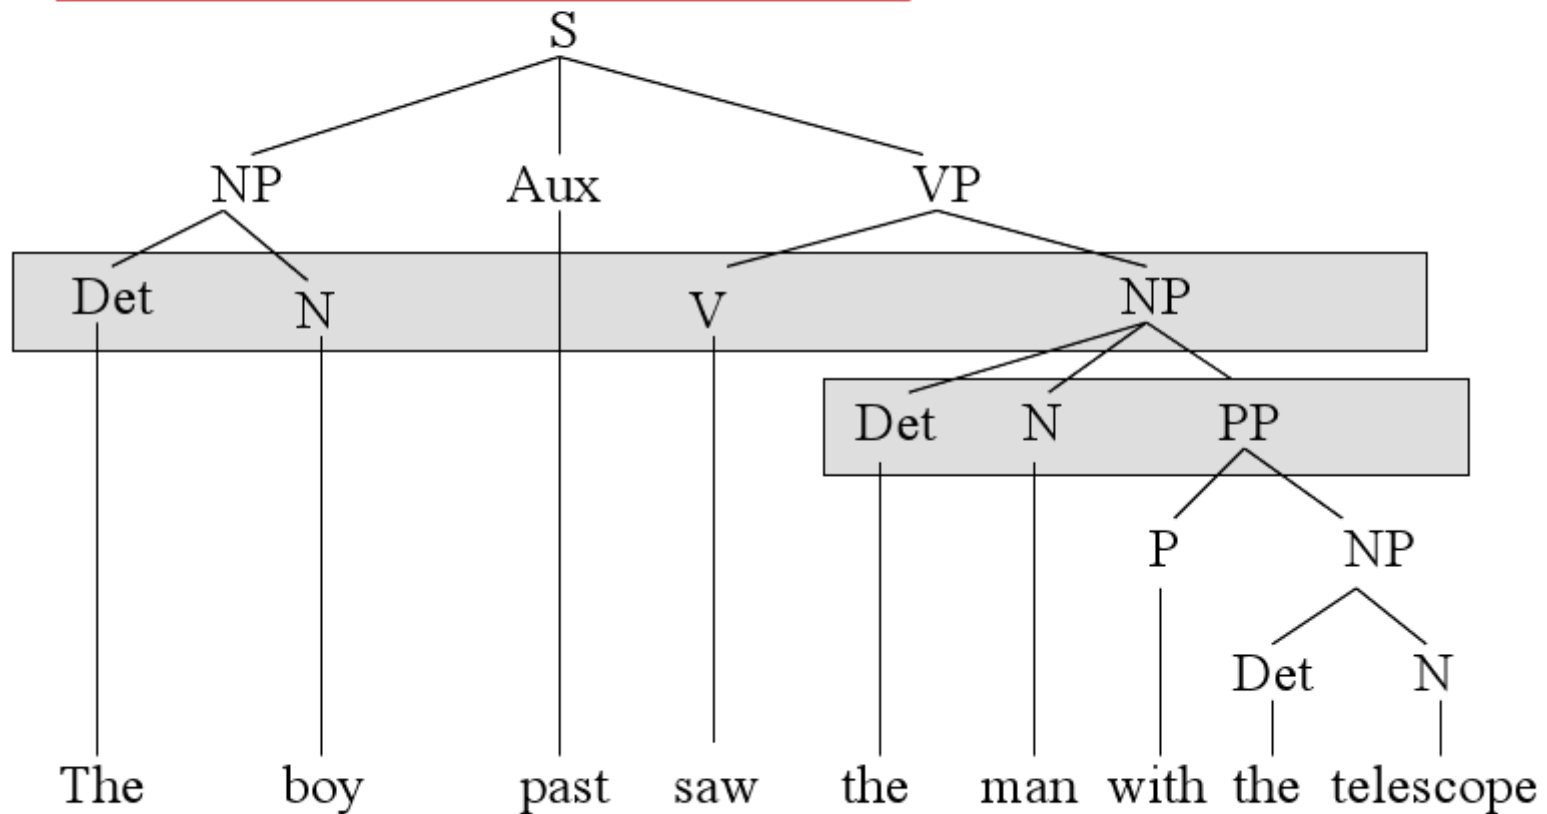 S
NP Aux VP
Det N V NP
Det N PP
P NP
Det N
The boy past saw the man with the telescope